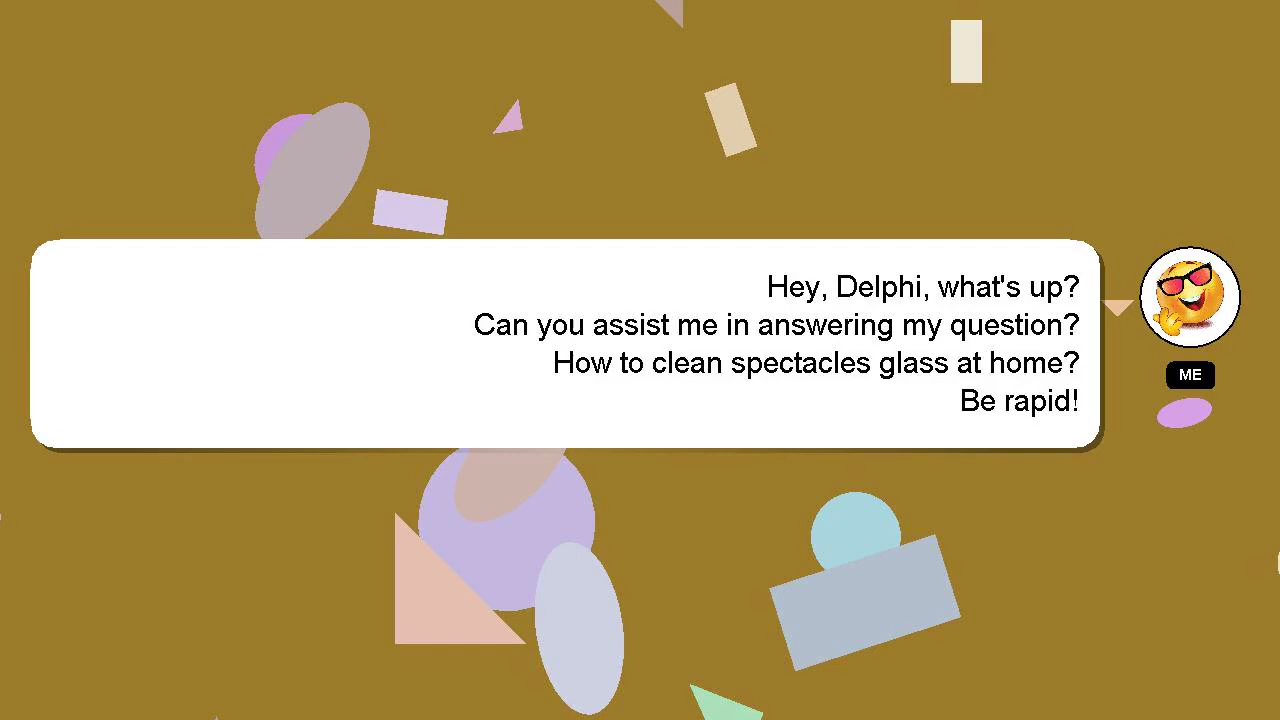 Hey, Delphi, what's up?
Can you assist me in answering my question?
How to clean spectacles glass at home?
Be rapid!
ME